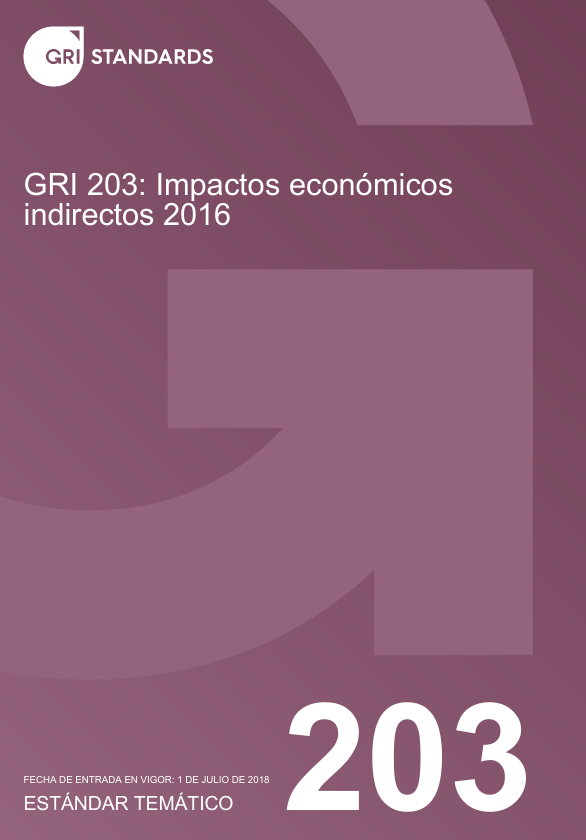 GRI STANDARDS
GRI 203: Impactos económicos
indirectos 2016
203
FECHA DE ENTRADA EN VIGOR: 1 DE JULIO DE 2018
ESTÁNDAR TEMÁTICO